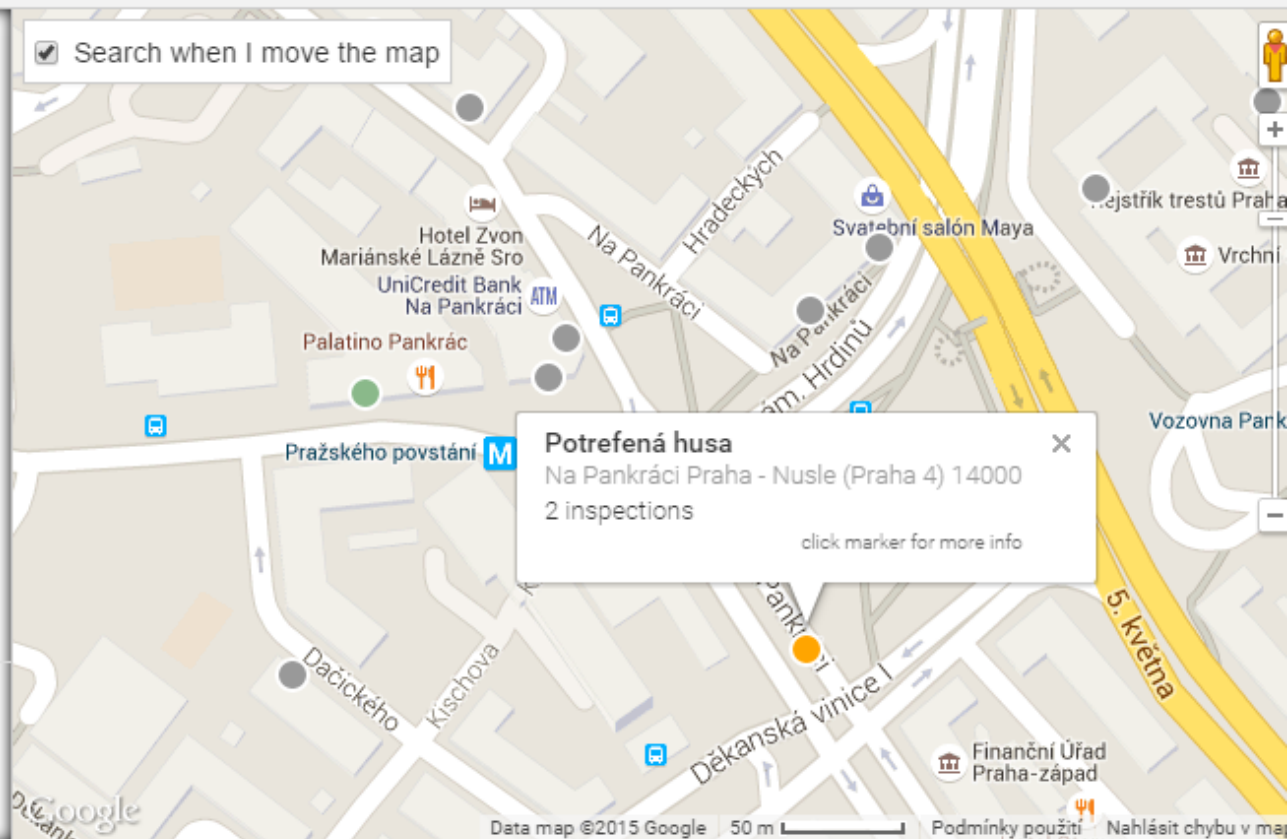 Search when I move the map
Hradeckých
Svatební salón Maya
ejstřík trestů Praha
Vrchní
Hotel Zvon
Mariánské Lázně Sro
Na Pankráci
UniCredit Bank
Na Pankráci
ATM
Na Pankráci
Palatino Pankrác
ám. Hrdinů
Vozovna Pank
Pražského povstání
M
Potrefená husa
Na Pankráci Praha - Nusle (Praha 4) 14000
2 inspections
click marker for more info
Pankráci
5. května
Dačického
Kischova
Děkanská vinice I
Finanční Úřad
Praha-západ
Google
Data map ©2015 Google
50 m
Podmínky použití
Nahlásit chybu v ma